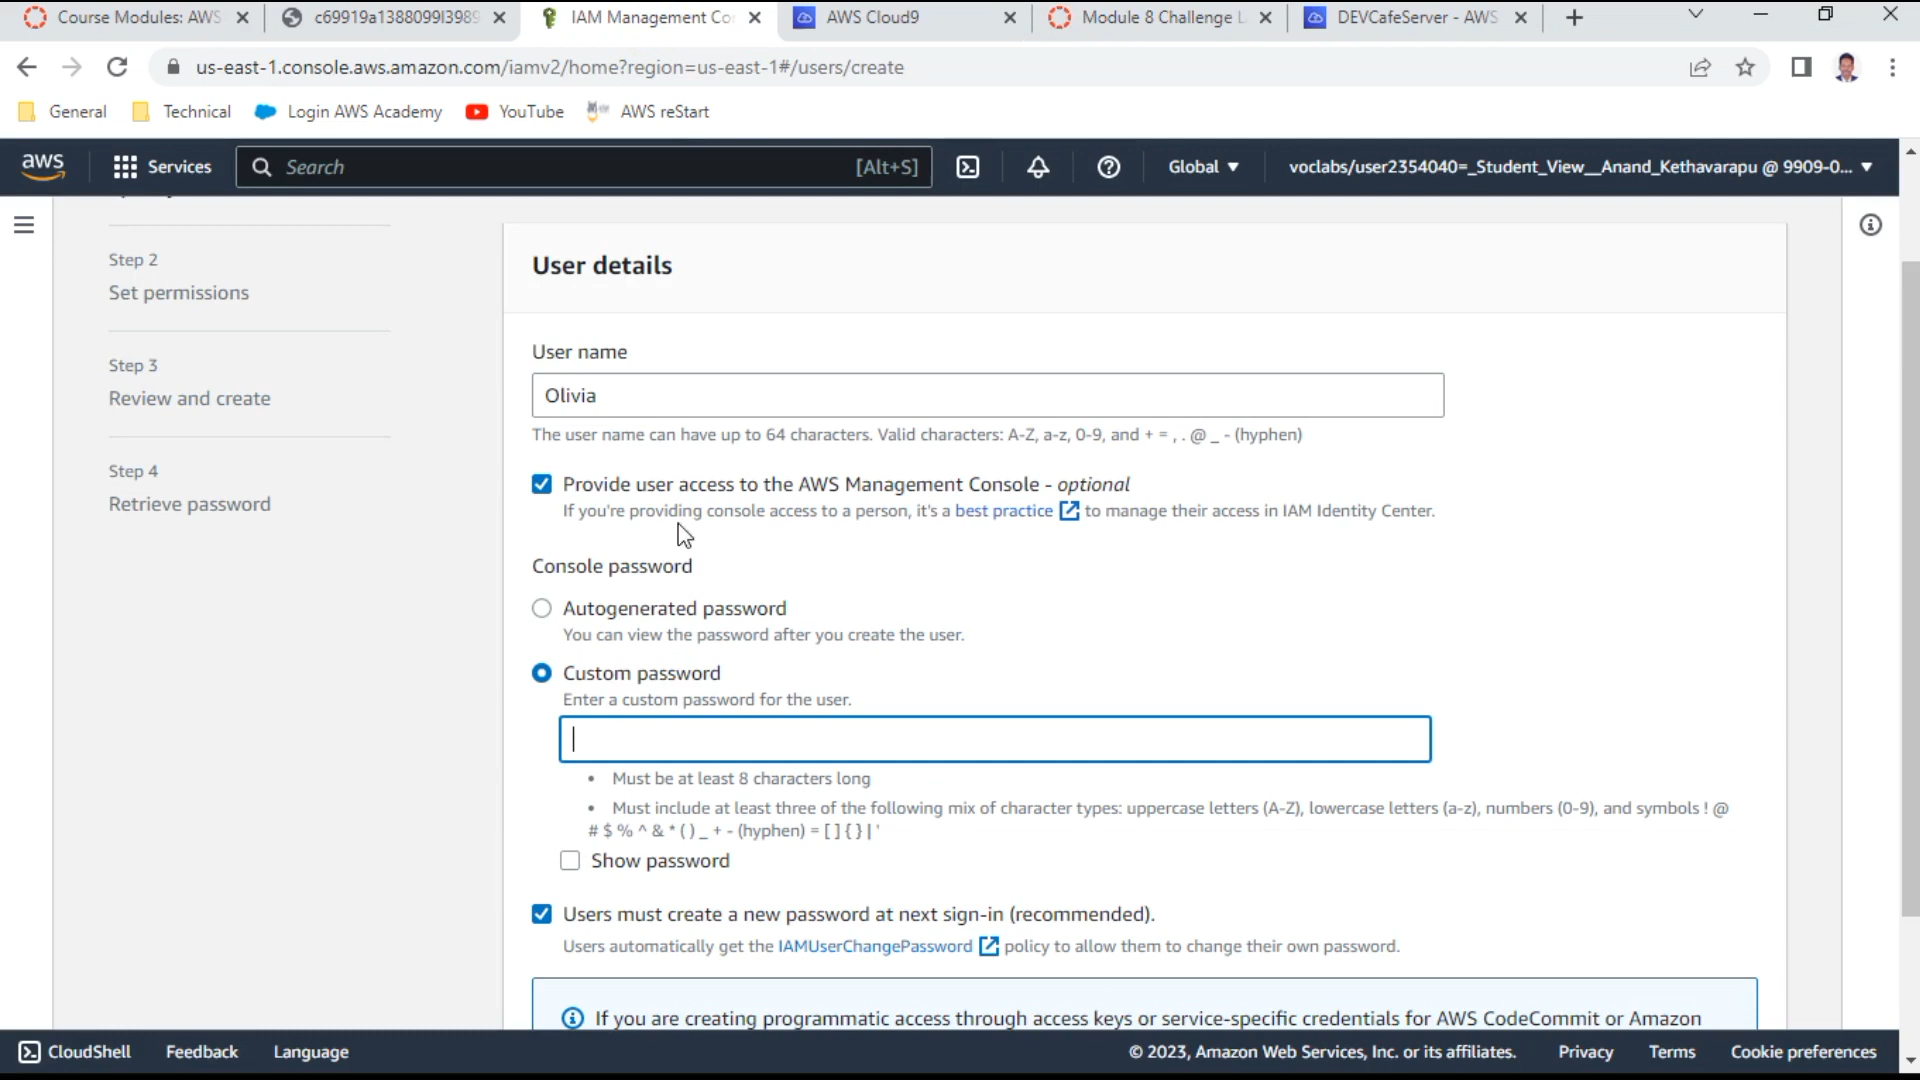 Course Modules: AWS
c69919a1388099l3989
IAM Management Co
AWS Cloud9
Module 8 Challenge L
DEVCafeServer - AWS
us-east-1.console.aws.amazon.com/iamv2/home?region=us-east-1#/users/create
General
Technical
Login AWS Academy
YouTube
AWS reStart
aws
Services
Search
[Alt+S]
Global
voclabs/user2354040=_Student_View__Anand_Kethavarapu @ 9909-0...
Step 2
Set permissions
Step 3
Review and create
Step 4
Retrieve password
User details
User name
Olivia
The user name can have up to 64 characters. Valid characters: A-Z, a-z, 0-9, and + = , . @ _ - (hyphen)
Provide user access to the AWS Management Console - optional
If you're providing console access to a person, it's a best practice to manage their access in IAM Identity Center.
Console password
Autogenerated password
You can view the password after you create the user.
Custom password
Enter a custom password for the user.
• Must be at least 8 characters long
• Must include at least three of the following mix of character types: uppercase letters (A-Z), lowercase letters (a-z), numbers (0-9), and symbols ! @
# $ % ^ & * ( ) _ + - (hyphen) = [ ] { } | '
Show password
Users must create a new password at next sign-in (recommended).
Users automatically get the IAMUserChangePassword policy to allow them to change their own password.
If you are creating programmatic access through access keys or service-specific credentials for AWS CodeCommit or Amazon
CloudShell
Feedback
Language
© 2023, Amazon Web Services, Inc. or its affiliates.
Privacy
Terms
Cookie preferences